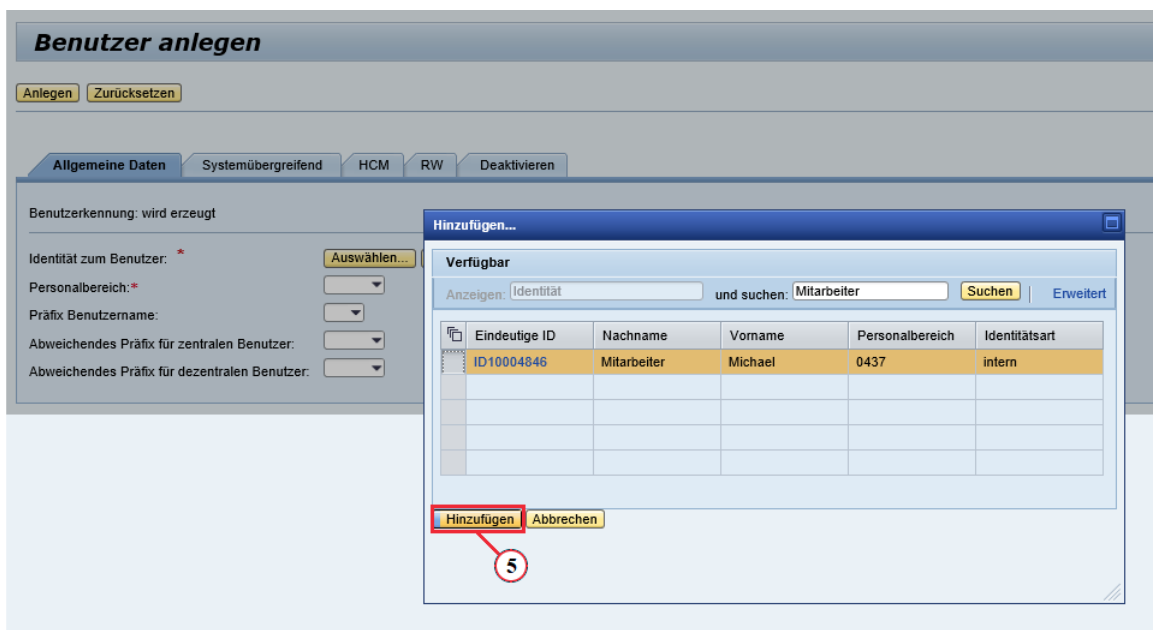 Benutzer anlegen
Anlegen Zurücksetzen
Allgemeine Daten Systemübergreifend HCM RW Deaktivieren
Benutzerkennung: wird erzeugt
Identität zum Benutzer: * Auswählen...
Personalbereich:*
Präfix Benutzername:
Abweichendes Präfix für zentralen Benutzer:
Abweichendes Präfix für dezentralen Benutzer:
Hinzufügen...
Verfügbar
Anzeigen: Identität und suchen: Mitarbeiter Suchen Erweitert
Eindeutige ID Nachname Vorname Personalbereich Identitätsart
ID10004846 Mitarbeiter Michael 0437 intern
Hinzufügen Abbrechen
5